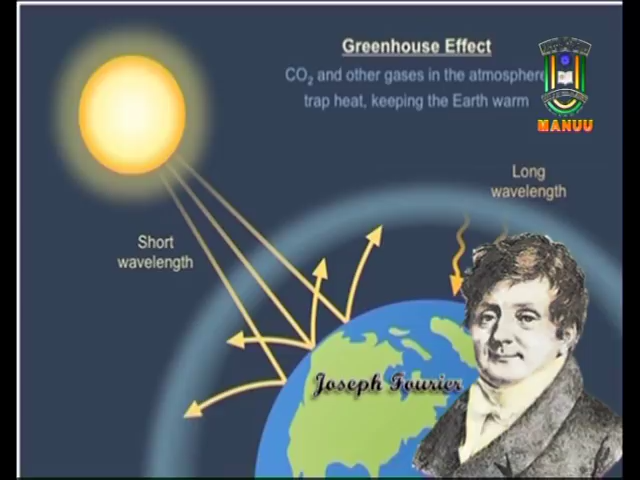 Greenhouse Effect
CO₂ and other gases in the atmosphere
trap heat, keeping the Earth warm
MANUU
Long
wavelength
Short
wavelength
Joseph Fourier